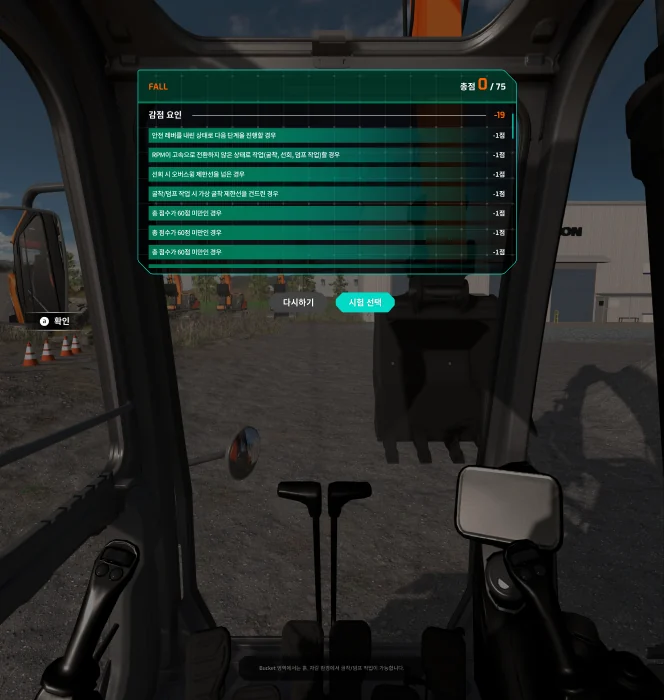 FALL
총점 0 / 75
감점 요인 -19
안전 레버를 내린 상태로 다음 단계을 진행할 경우 -1점
RPM이 고속으로 전환하지 않은 상태로 작업(굴착, 선회, 덤프 작업)할 경우 -1점
선회 시 오버스윙 제한선을 넘은 경우 -1점
굴착/덤프 작업 시 가상 굴착 제한선을 건드린 경우 -1점
총 점수가 60점 미만인 경우 -1점
총 점수가 60점 미만인 경우 -1점
총 점수가 60점 미만인 경우 -1점
다시하기
시험 선택
확인
ON